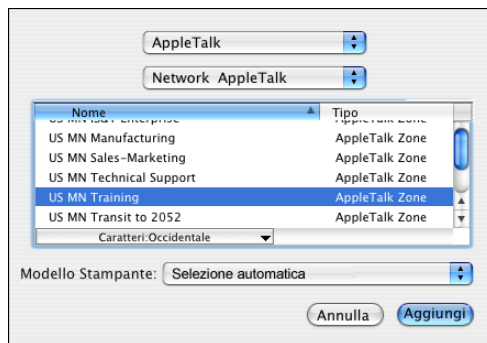 AppleTalk
Network AppleTalk
Nome Tipo
US MN Manufacturing AppleTalk Zone
US MN Sales-Marketing AppleTalk Zone
US MN Technical Support AppleTalk Zone
US MN Training AppleTalk Zone
US MN Transit to 2052 AppleTalk Zone
Caratteri:Occidentale
Modello Stampante: Selezione automatica
Annulla Aggiungi